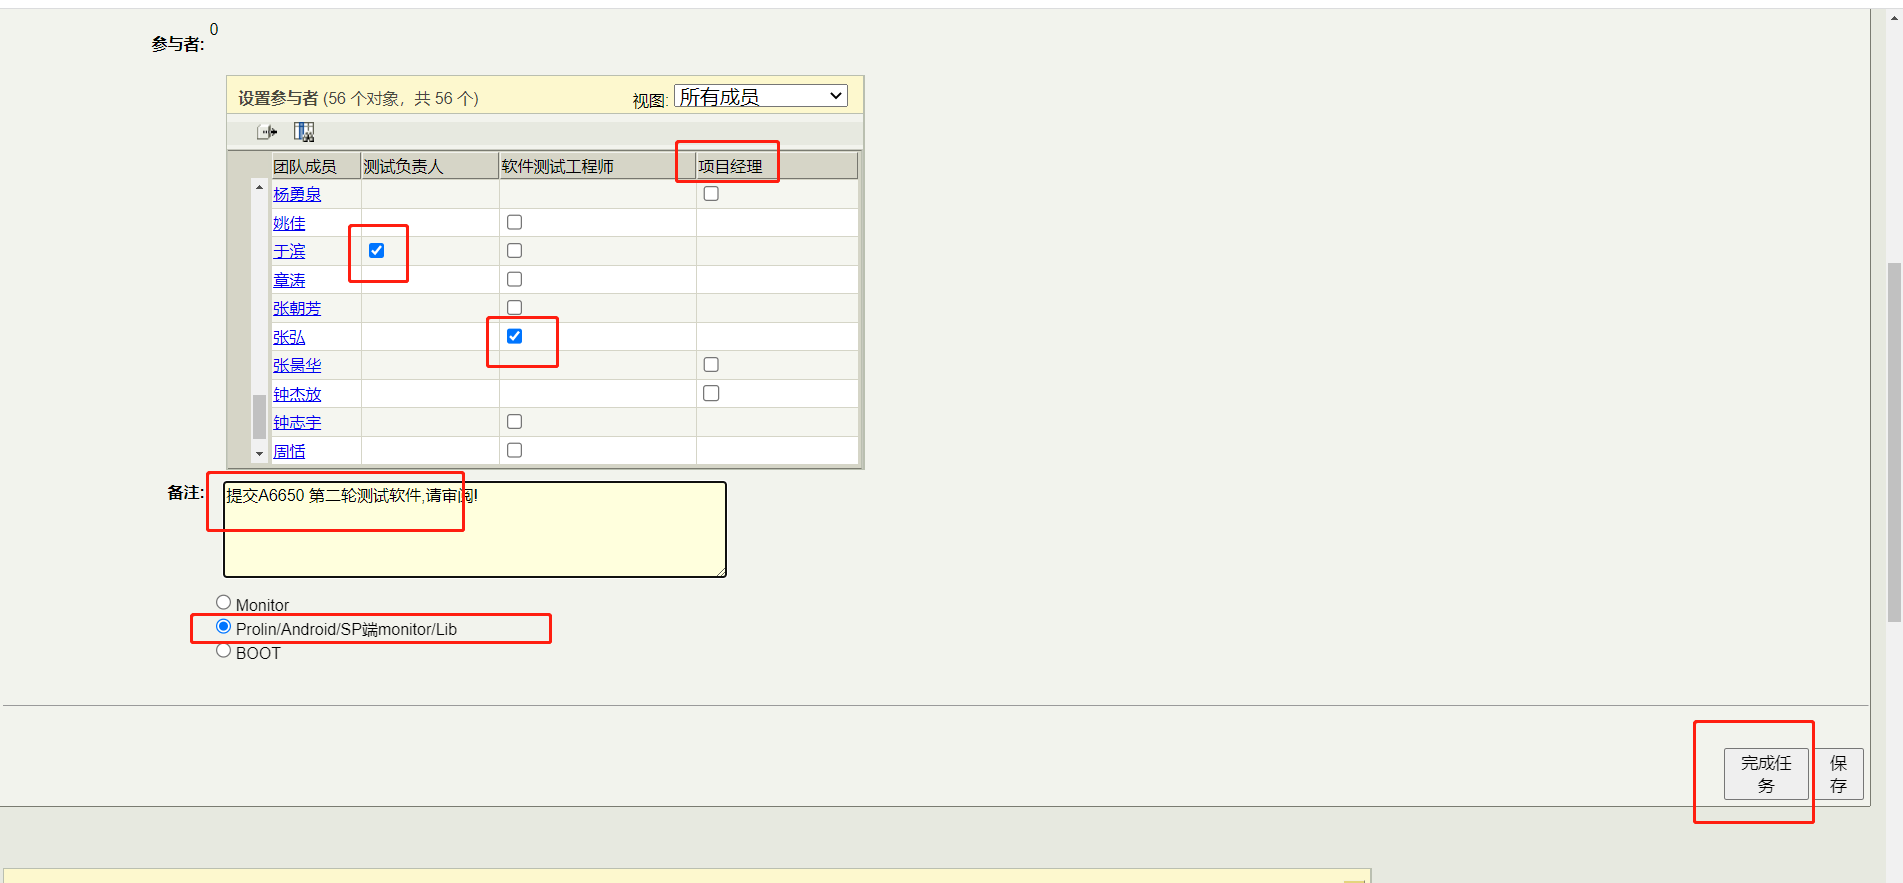 参与者: 0
设置参与者 (56 个对象，共 56 个) 视图: 所有成员
团队成员 测试负责人 软件测试工程师 项目经理
杨勇泉
姚佳
于滨
章涛
张朝芳
张弘
张昺华
钟杰放
钟志宇
周恬
备注: 提交A6650 第二轮测试软件,请审阅!
Monitor
Prolin/Android/SP端monitor/Lib
BOOT
完成任务 保存